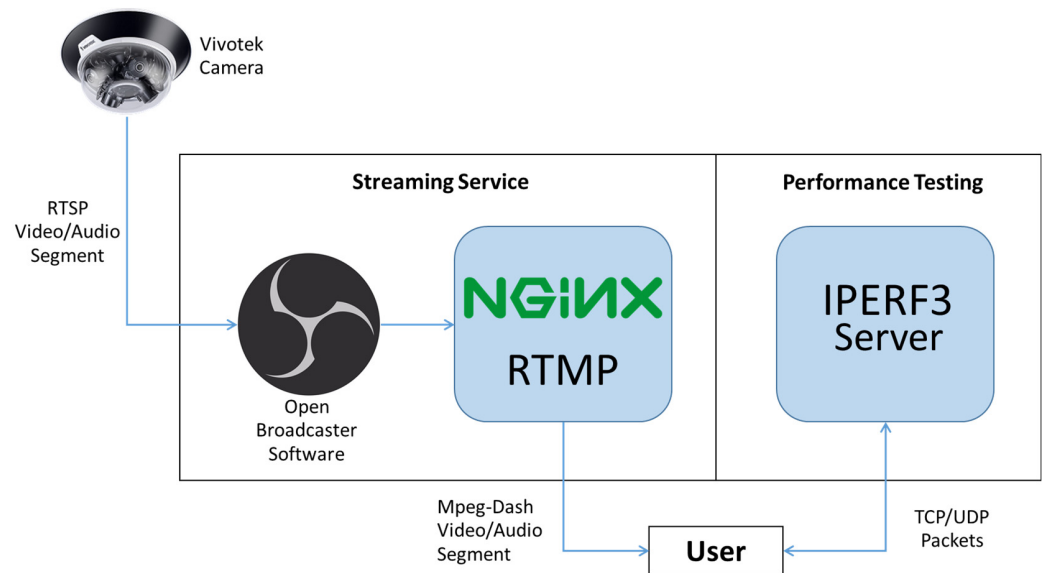 Vivotek
Camera
Streaming Service
Performance Testing
RTSP
Video/Audio
Segment
NGiNX
RTMP
IPERF3
Server
Open
Broadcaster
Software
Mpeg-Dash
Video/Audio
Segment
User
TCP/UDP
Packets